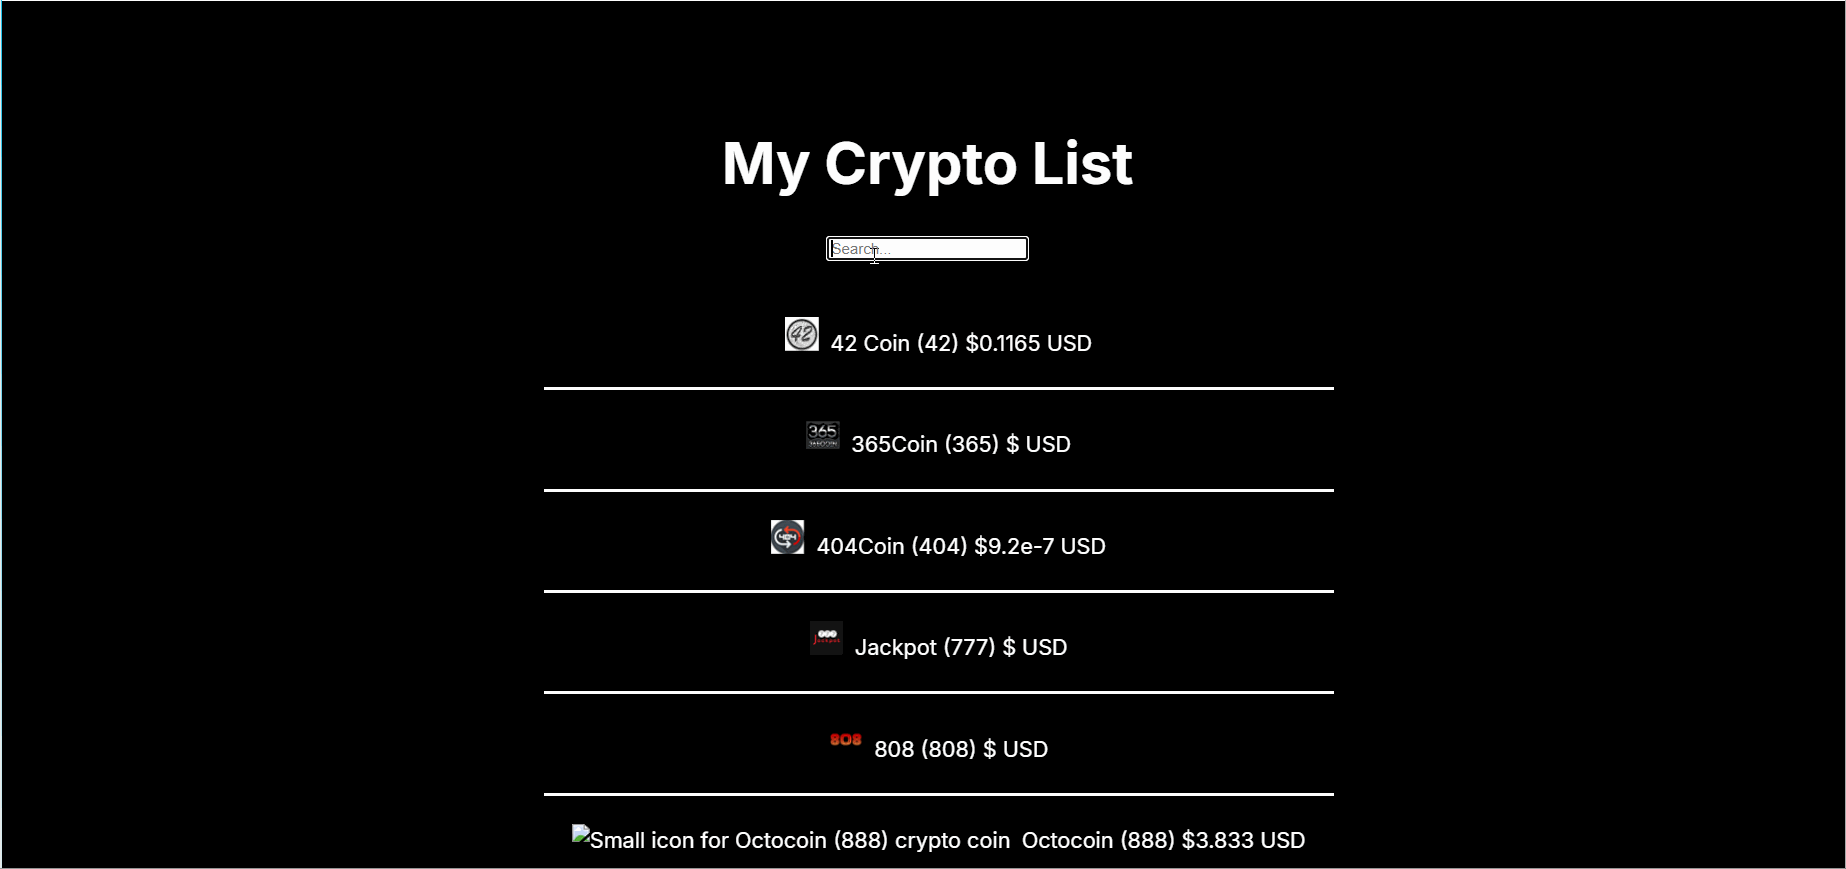 My Crypto List
Search...
42 Coin (42) $0.1165 USD
365
365Coin (365) $ USD
404
404Coin (404) $9.2e-7 USD
Jackpot (777) $ USD
808
808 (808) $ USD
Small icon for Octocoin (888) crypto coin Octocoin (888) $3.833 USD